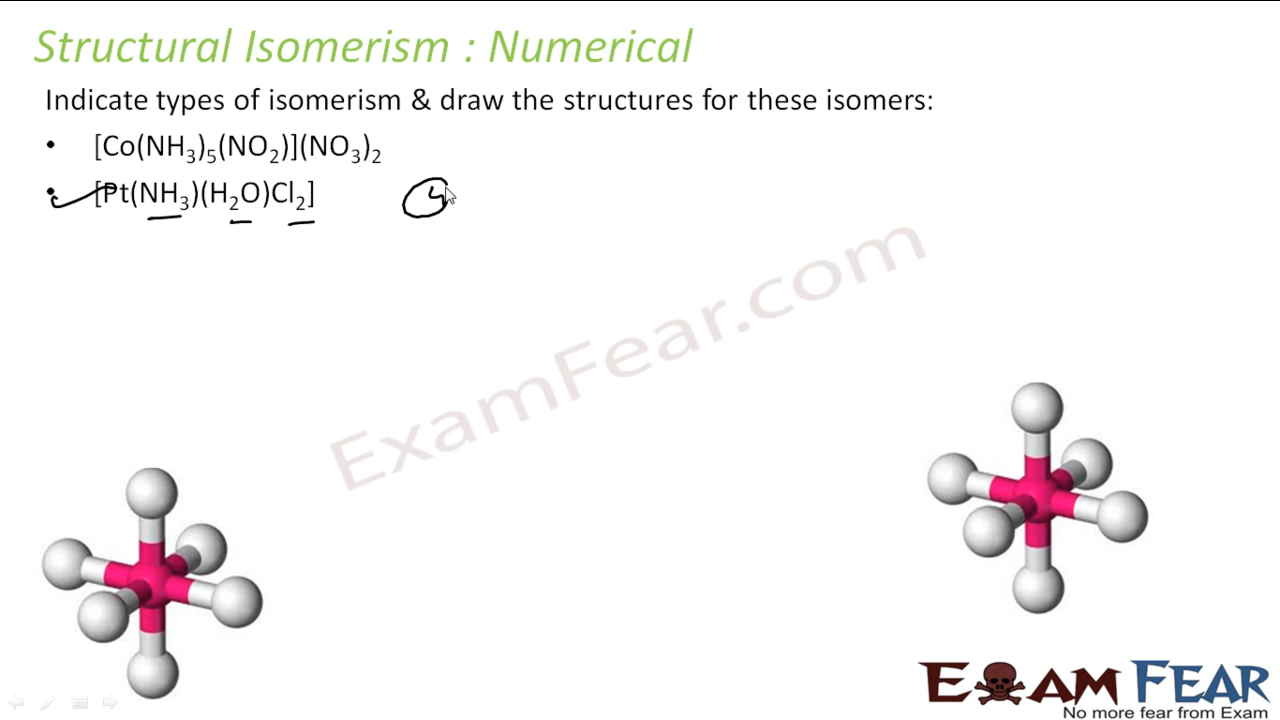 Structural Isomerism : Numerical
Indicate types of isomerism & draw the structures for these isomers:
• [Co(NH₃)₅(NO₂)](NO₃)₂
• [Pt(NH₃)(H₂O)Cl₂]
4
ExamFear.com
EXAM FEAR
No more fear from Exam